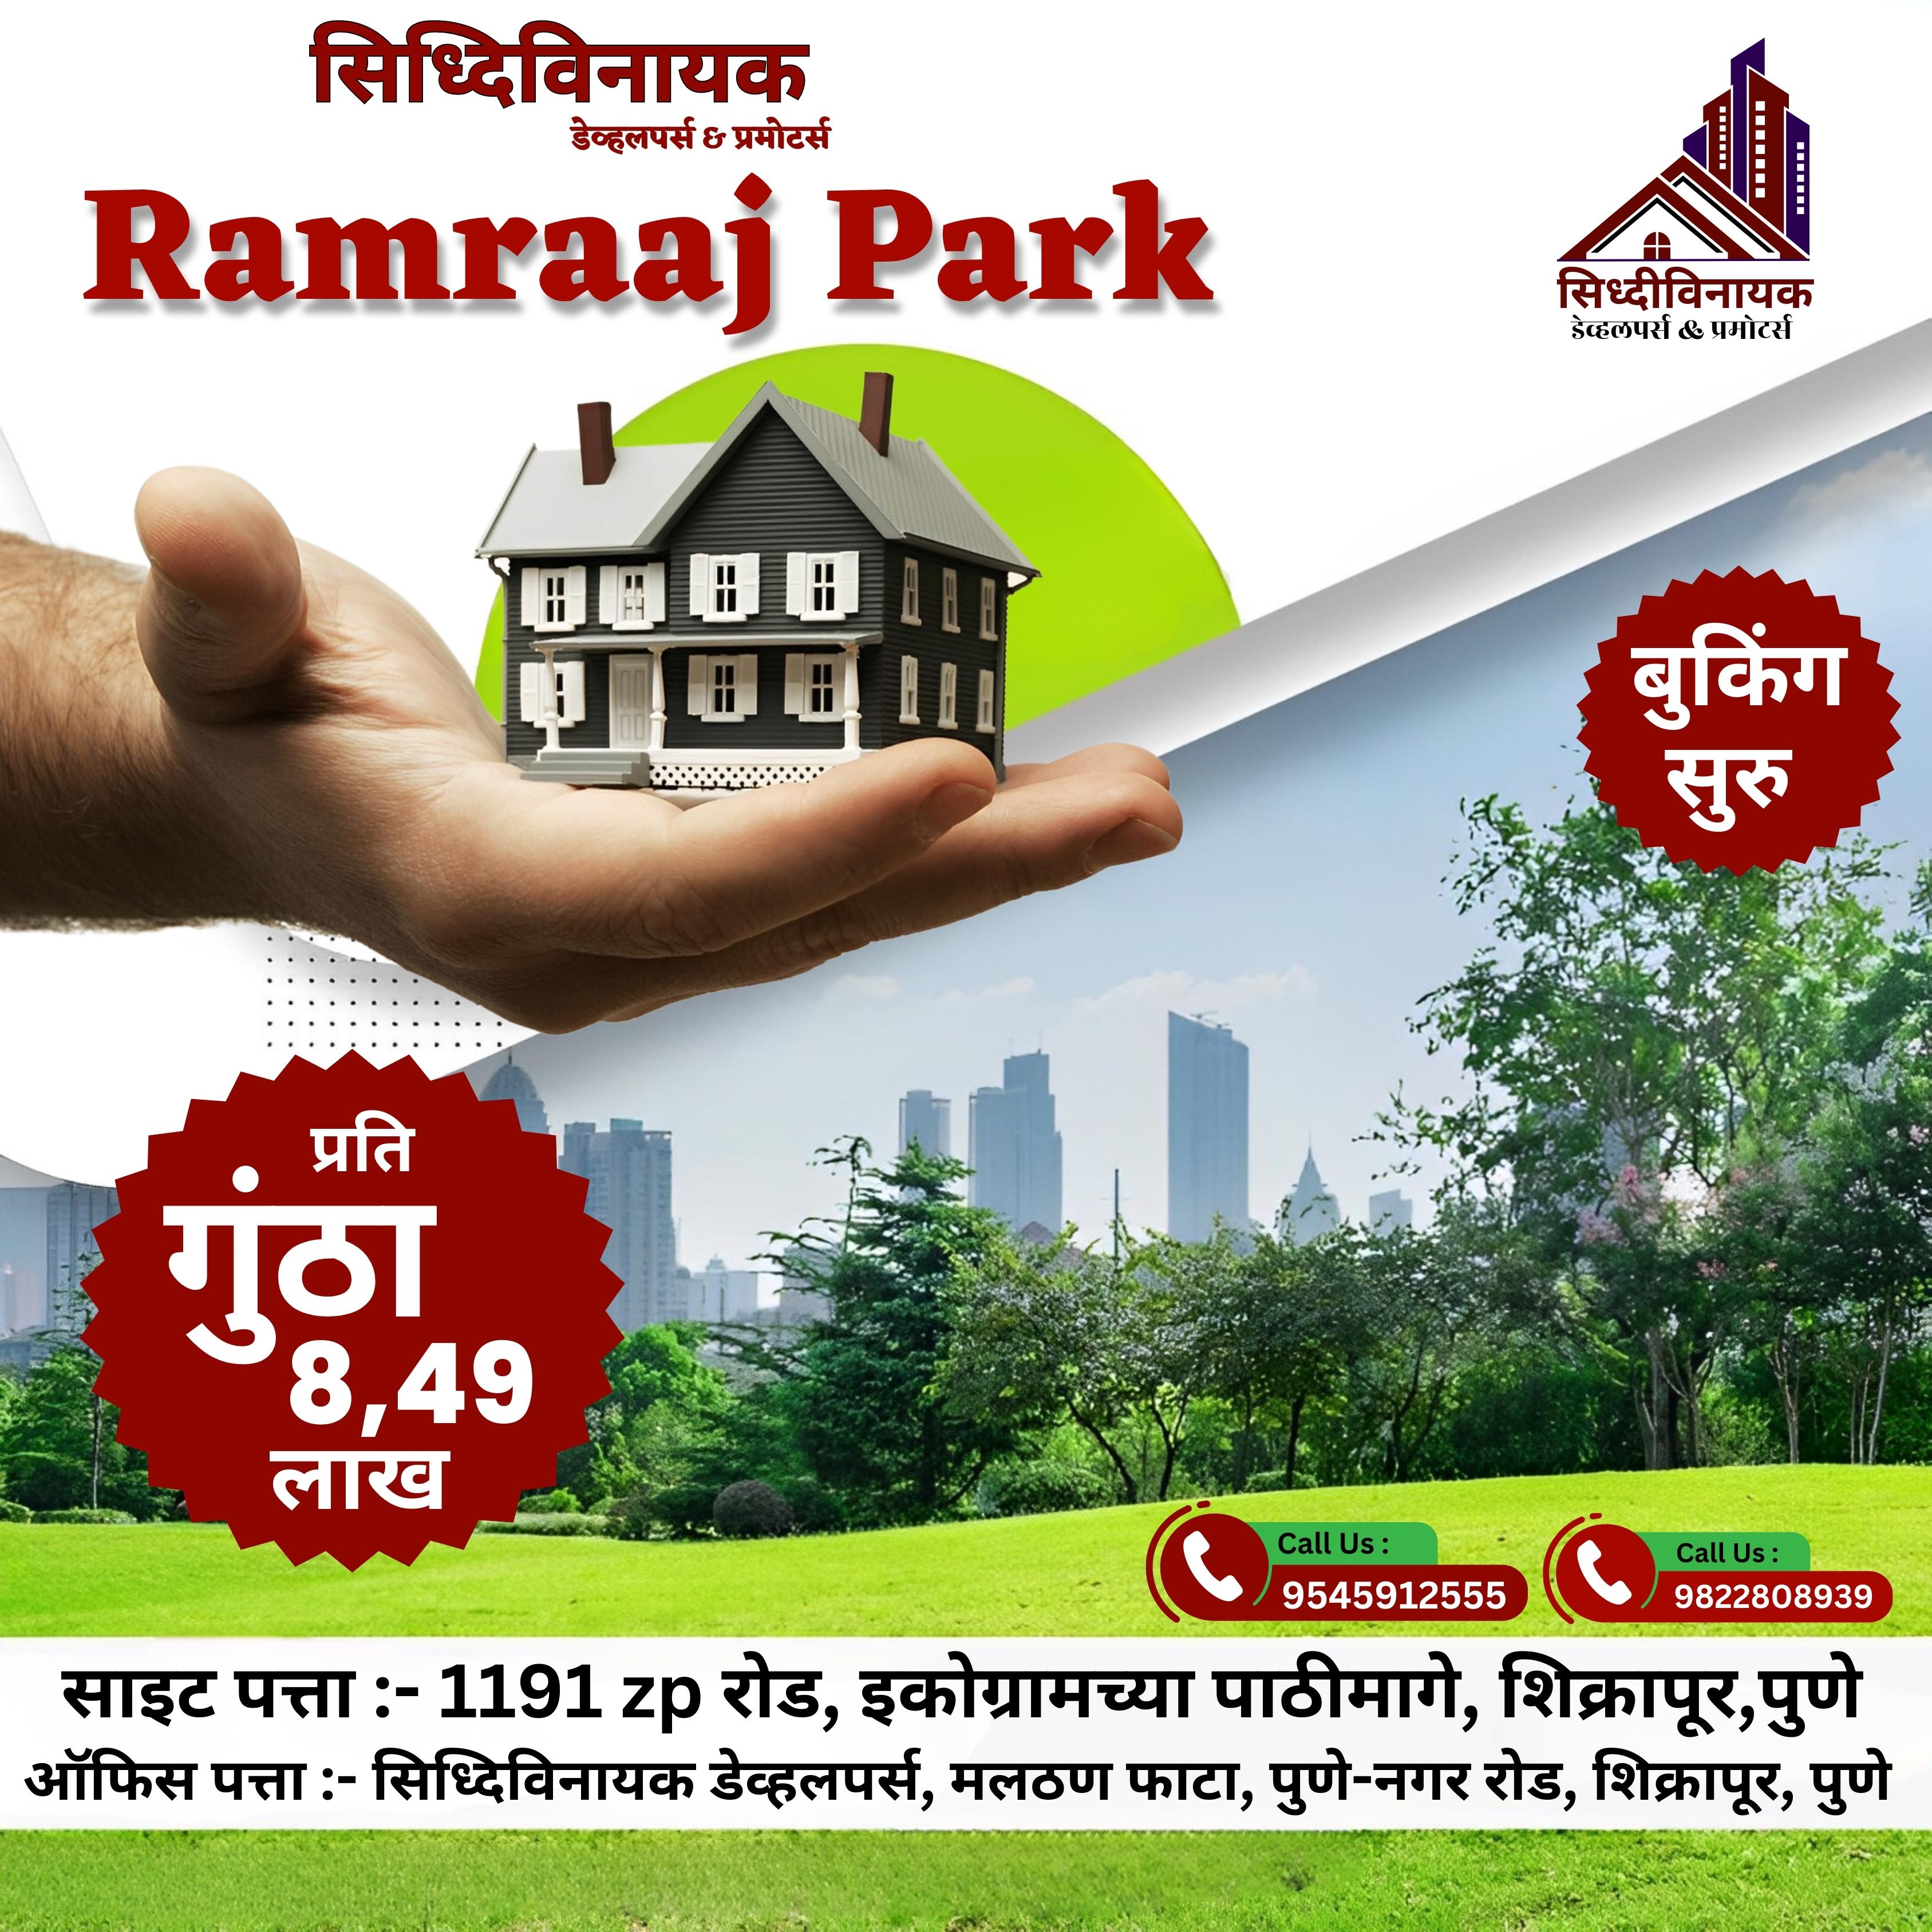 सिध्दिविनायक
डेव्हलपर्स & प्रमोटर्स
Ramraaj Park
सिध्दीविनायक
डेव्हलपर्स & प्रमोटर्स
बुकिंग
सुरु
प्रति
गुंठा
8,49
लाख
Call Us :
9545912555
Call Us :
9822808939
साइट पत्ता :- 1191 zp रोड, इकोग्रामच्या पाठीमागे, शिक्रापूर,पुणे
ऑफिस पत्ता :- सिध्दिविनायक डेव्हलपर्स, मलठण फाटा, पुणे-नगर रोड, शिक्रापूर, पुणे